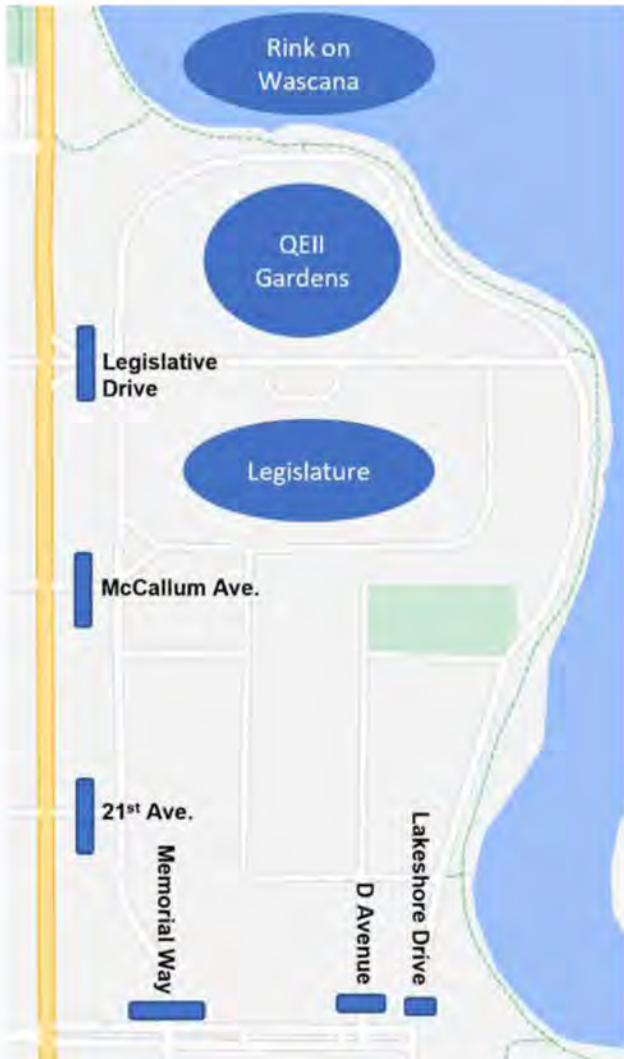 Rink on
Wascana
QEII
Gardens
Legislative
Drive
Legislature
McCallum Ave.
21st Ave.
Memorial Way
D Avenue
Lakeshore Drive